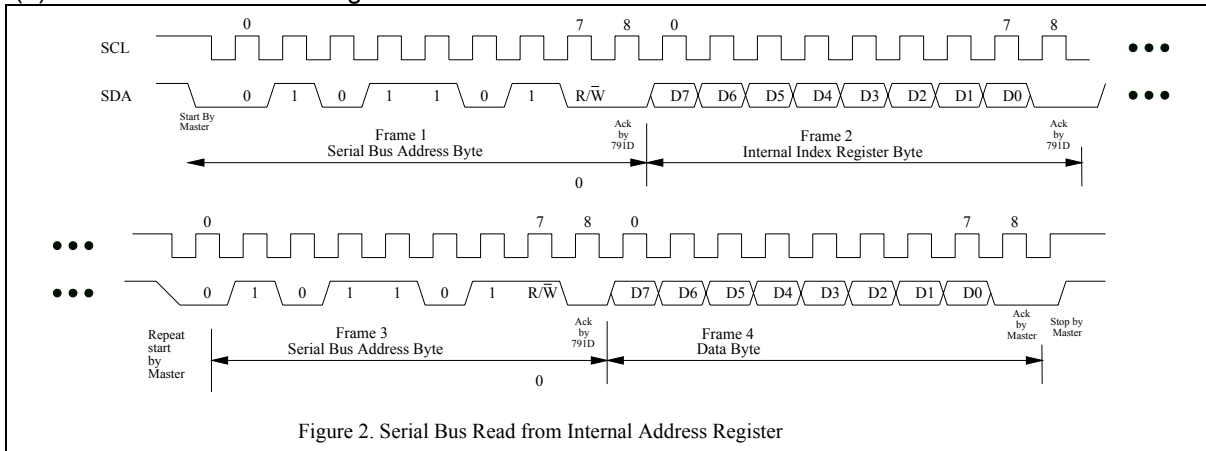 0 7 8 0 7 8
SCL
SDA 0 1 0 1 1 0 1 R/W̅ D7 D6 D5 D4 D3 D2 D1 D0
Start By
Master
Frame 1
Serial Bus Address Byte
Ack
by
791D
Frame 2
Internal Index Register Byte
Ack
by
791D
0
0 7 8 0 7 8
0 1 0 1 1 0 1 R/W̅ D7 D6 D5 D4 D3 D2 D1 D0
Repeat
start
by
Master
Frame 3
Serial Bus Address Byte
Ack
by
791D
Frame 4
Data Byte
Ack
by
Master
Stop by
Master
0
Figure 2. Serial Bus Read from Internal Address Register